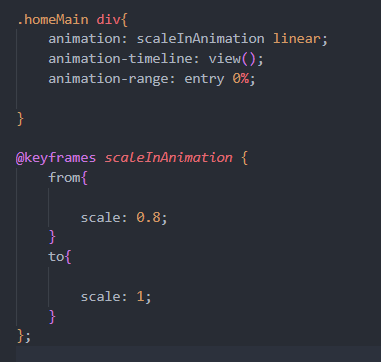 .homeMain div{
animation: scaleInAnimation linear;
animation-timeline: view();
animation-range: entry 0%;
}
@keyframes scaleInAnimation {
from{
scale: 0.8;
}
to{
scale: 1;
}
};